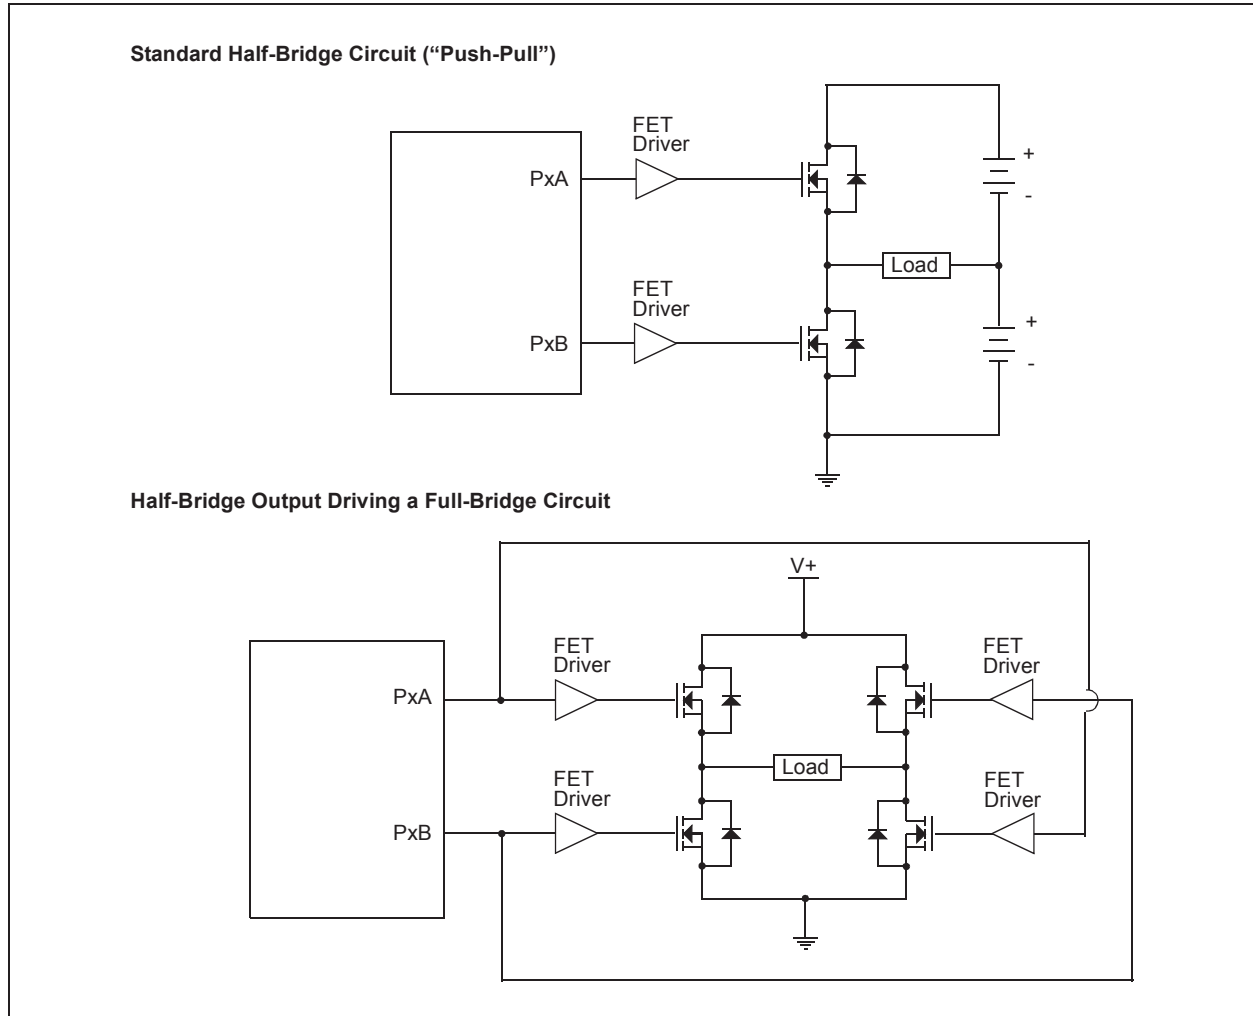 Standard Half-Bridge Circuit (“Push-Pull”)
FET
Driver
PxA
+
-
Load
FET
Driver
+
PxB
-
Half-Bridge Output Driving a Full-Bridge Circuit
V+
FET
Driver
FET
Driver
PxA
Load
FET
Driver
FET
Driver
PxB